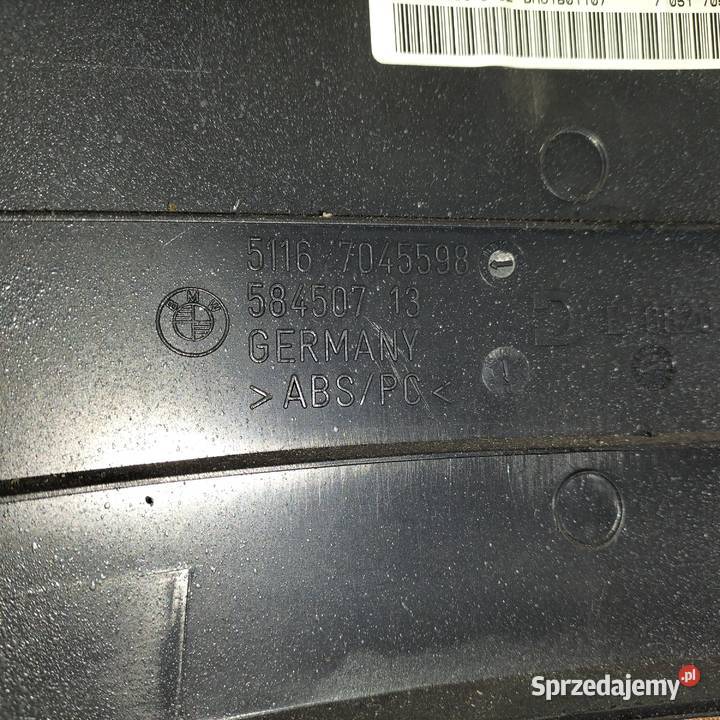 5116 7045598
584507 13
BMW
GERMANY
>ABS/PC<
Sprzedajemy.pl